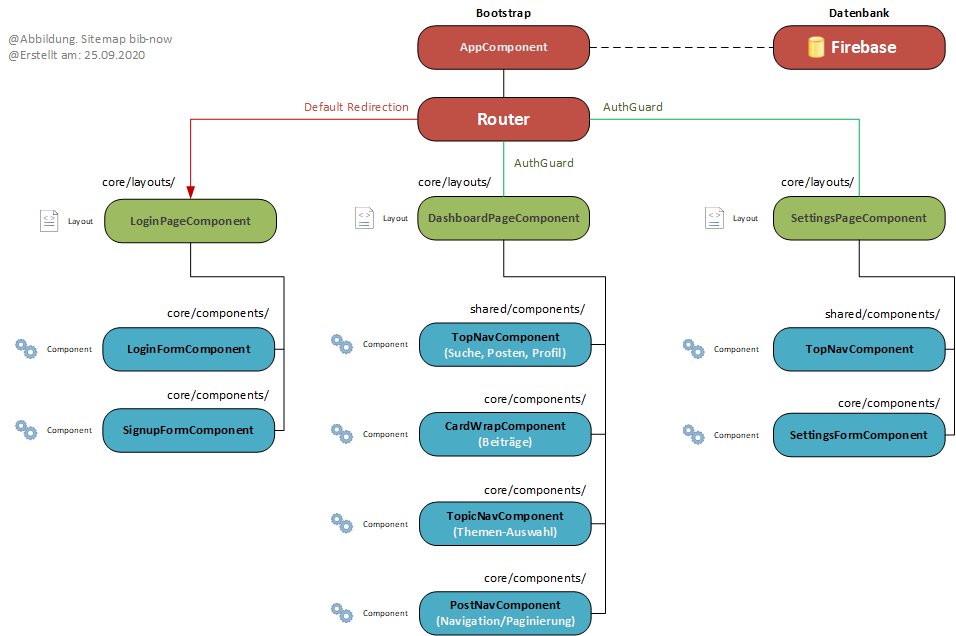 Bootstrap
Datenbank
@Abbildung. Sitemap bib-now
@Erstellt am: 25.09.2020
AppComponent
Firebase
Default Redirection
Router
AuthGuard
AuthGuard
core/layouts/
core/layouts/
core/layouts/
Layout
LoginPageComponent
Layout
DashboardPageComponent
Layout
SettingsPageComponent
core/components/
Component
LoginFormComponent
core/components/
Component
SignupFormComponent
shared/components/
Component
TopNavComponent
(Suche, Posten, Profil)
core/components/
Component
CardWrapComponent
(Beiträge)
core/components/
Component
TopicNavComponent
(Themen-Auswahl)
core/components/
Component
PostNavComponent
(Navigation/Paginierung)
shared/components/
Component
TopNavComponent
core/components/
Component
SettingsFormComponent